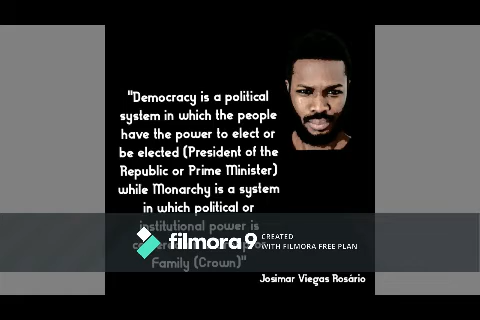 "Democracy is a political
system in which the people
have the power to elect or
be elected (President of the
Republic or Prime Minister)
while Monarchy is a system
in which political or
institutional power is
Family (Crown)"
filmora 9
CREATED
WITH FILMORA FREE PLAN
Josimar Viegas Rosário